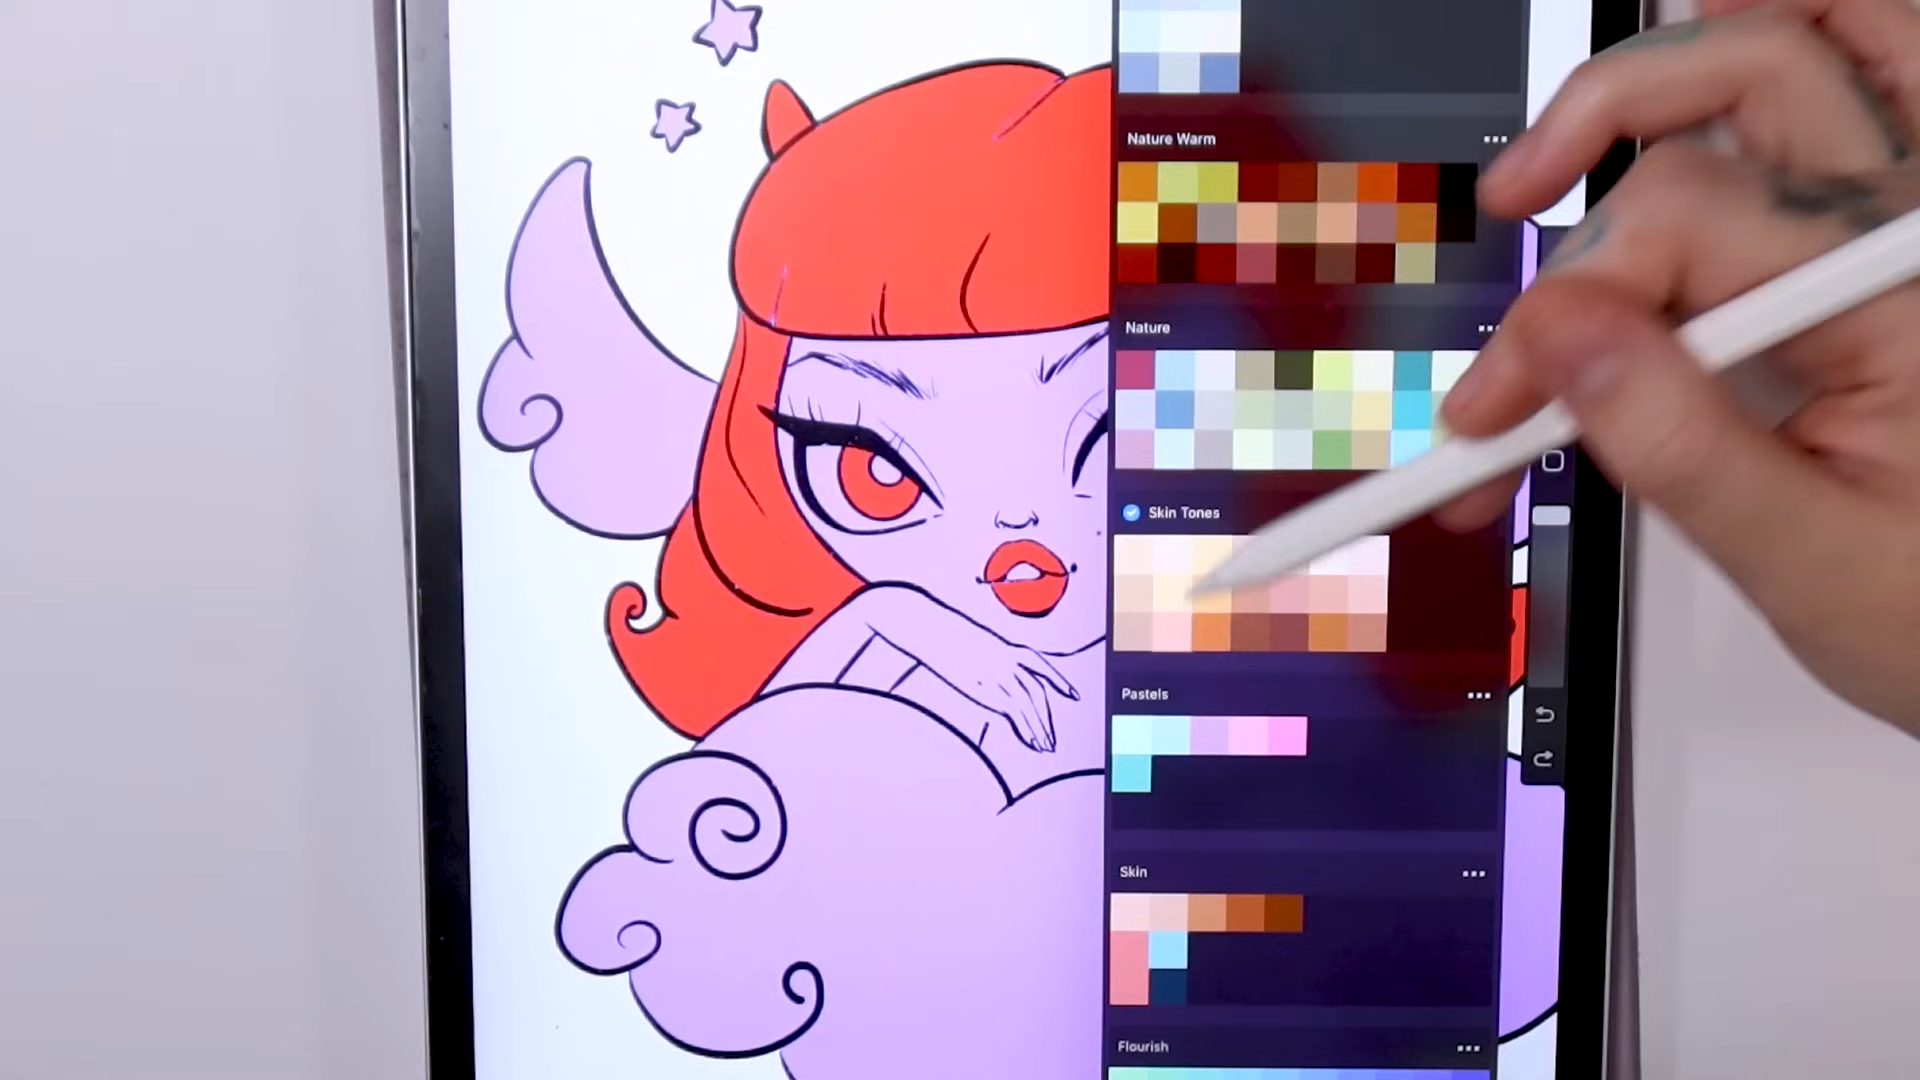 Nature Warm
Nature
Skin Tones
Pastels
Skin
Flourish